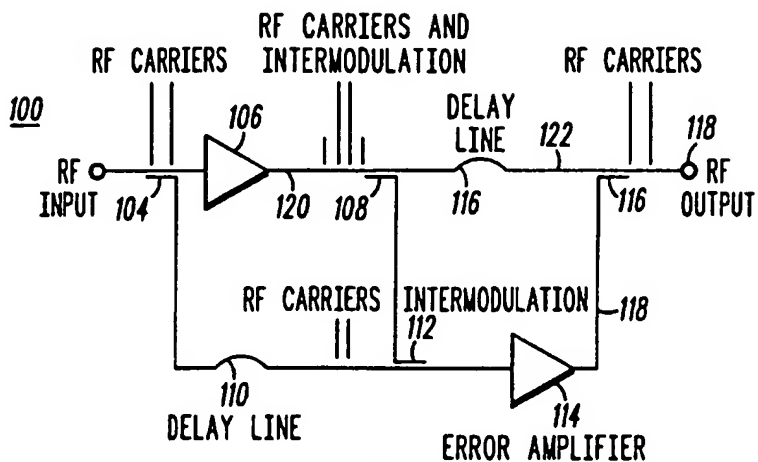 RF CARRIERS AND
INTERMODULATION
RF CARRIERS
RF CARRIERS
100
106
DELAY
LINE
122
118
RF
INPUT
104
120
108
116
116
RF
OUTPUT
RF CARRIERS
INTERMODULATION
112
118
110
DELAY LINE
114
ERROR AMPLIFIER